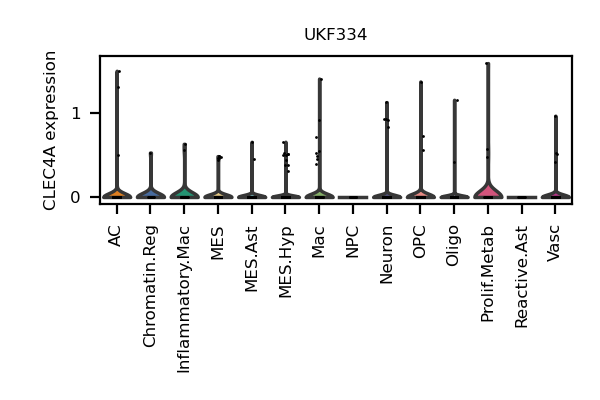 UKF334
CLEC4A expression
1
0
AC
Chromatin.Reg
Inflammatory.Mac
MES
MES.Ast
MES.Hyp
Mac
NPC
Neuron
OPC
Oligo
Prolif.Metab
Reactive.Ast
Vasc